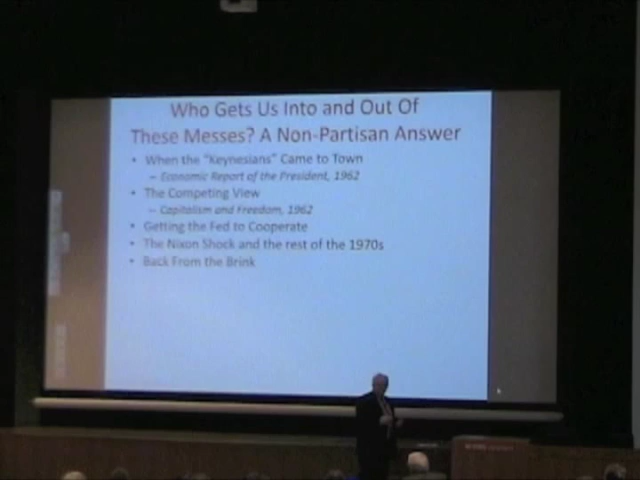 Who Gets Us Into and Out Of
These Messes? A Non-Partisan Answer
• When the "Keynesians" Came to Town
– Economic Report of the President, 1962
• The Competing View
– Capitalism and Freedom, 1962
• Getting the Fed to Cooperate
• The Nixon Shock and the rest of the 1970s
• Back From the Brink